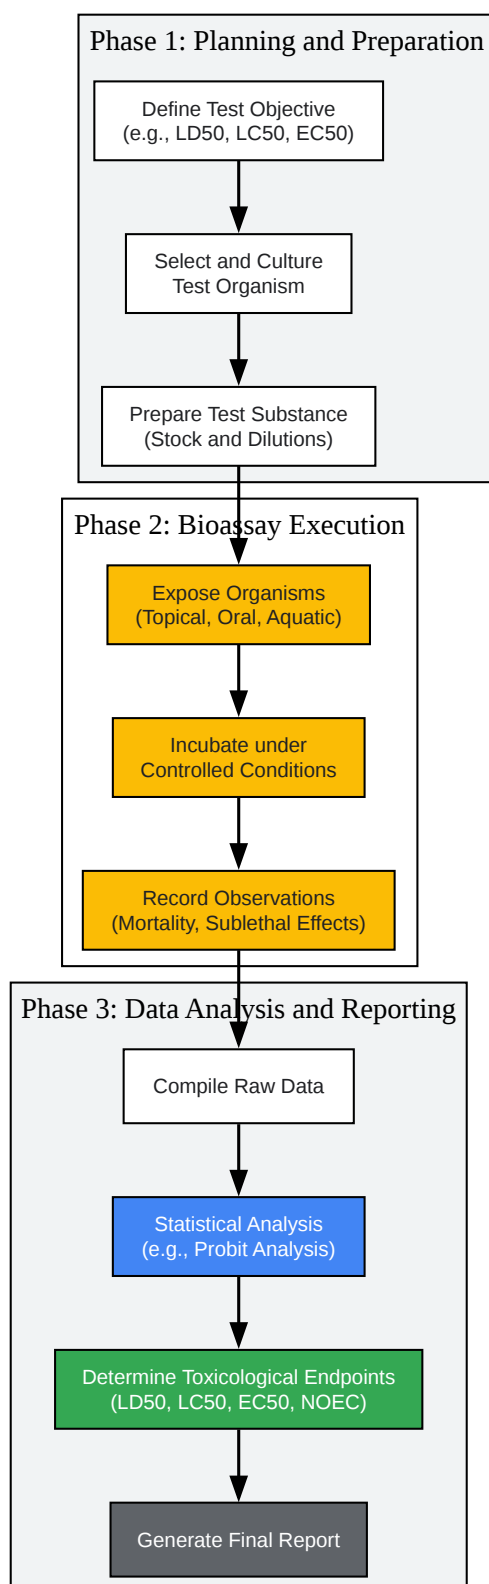 Phase 1: Planning and Preparation
Define Test Objective
(e.g., LD50, LC50, EC50)
Select and Culture
Test Organism
Prepare Test Substance
(Stock and Dilutions)
Phase 2: Bioassay Execution
Expose Organisms
(Topical, Oral, Aquatic)
Incubate under
Controlled Conditions
Record Observations
(Mortality, Sublethal Effects)
Phase 3: Data Analysis and Reporting
Compile Raw Data
Statistical Analysis
(e.g., Probit Analysis)
Determine Toxicological Endpoints
(LD50, LC50, EC50, NOEC)
Generate Final Report